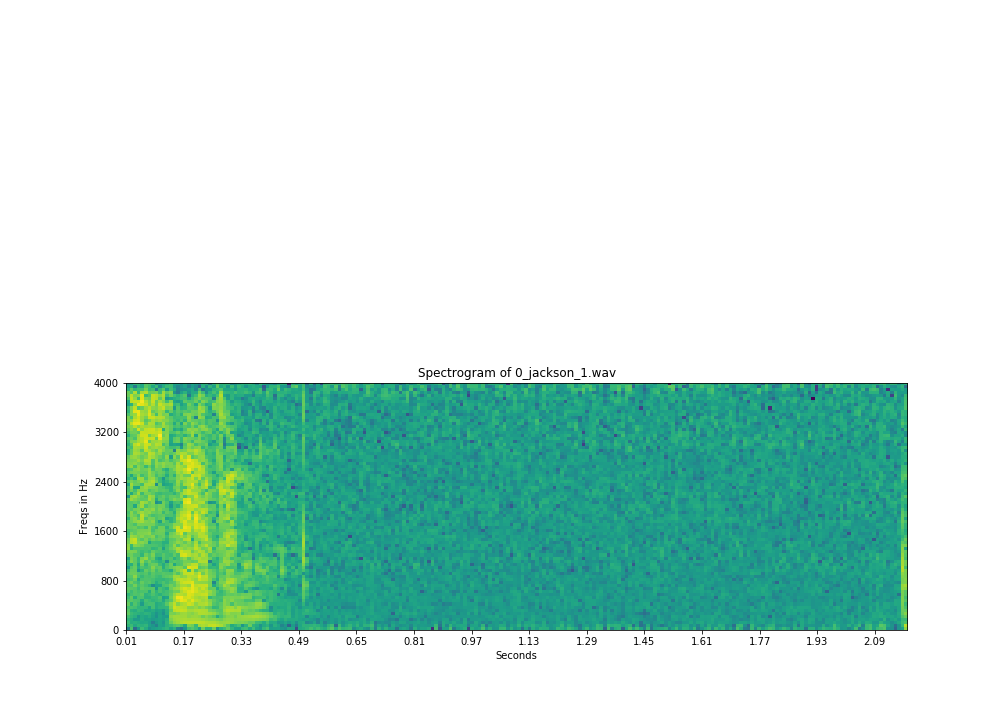 Spectrogram of 0_jackson_1.wav
4000
3200
2400
1600
800
0
Freqs in Hz
0.01 0.17 0.33 0.49 0.65 0.81 0.97 1.13 1.29 1.45 1.61 1.77 1.93 2.09
Seconds